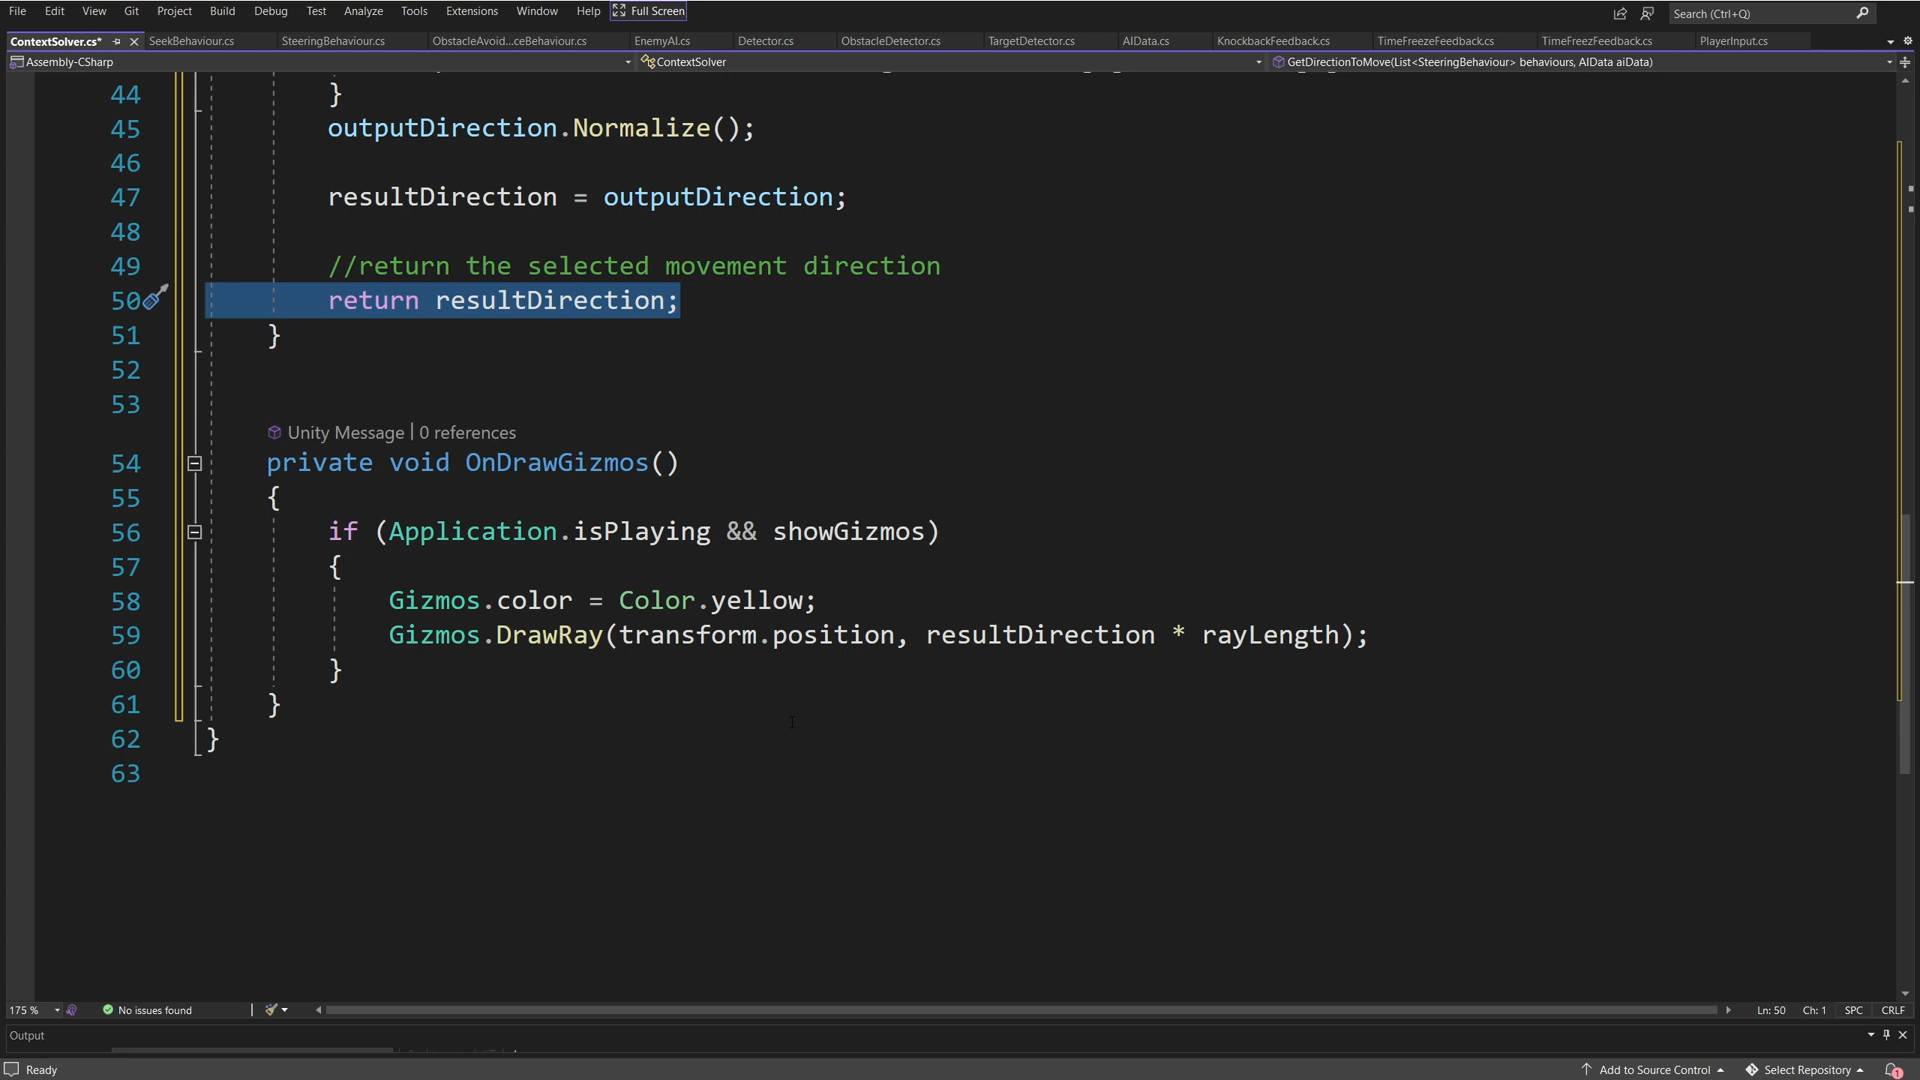 File Edit View Git Project Build Debug Test Analyze Tools Extensions Window Help Full Screen Search (Ctrl+Q)
ContextSolver.cs* SeekBehaviour.cs SteeringBehaviour.cs ObstacleAvoid...ceBehaviour.cs EnemyAI.cs Detector.cs ObstacleDetector.cs TargetDetector.cs AIData.cs KnockbackFeedback.cs TimeFreezeFeedback.cs TimeFreezFeedback.cs PlayerInput.cs
Assembly-CSharp ContextSolver GetDirectionToMove(List<SteeringBehaviour> behaviours, AIData aiData)
44 }
45 outputDirection.Normalize();
46
47 resultDirection = outputDirection;
48
49 //return the selected movement direction
50 return resultDirection;
51 }
52
53
Unity Message | 0 references
54 private void OnDrawGizmos()
55 {
56 if (Application.isPlaying && showGizmos)
57 {
58 Gizmos.color = Color.yellow;
59 Gizmos.DrawRay(transform.position, resultDirection * rayLength);
60 }
61 }
62 }
63
175 % No issues found Ln: 50 Ch: 1 SPC CRLF
Output
Ready Add to Source Control Select Repository 1